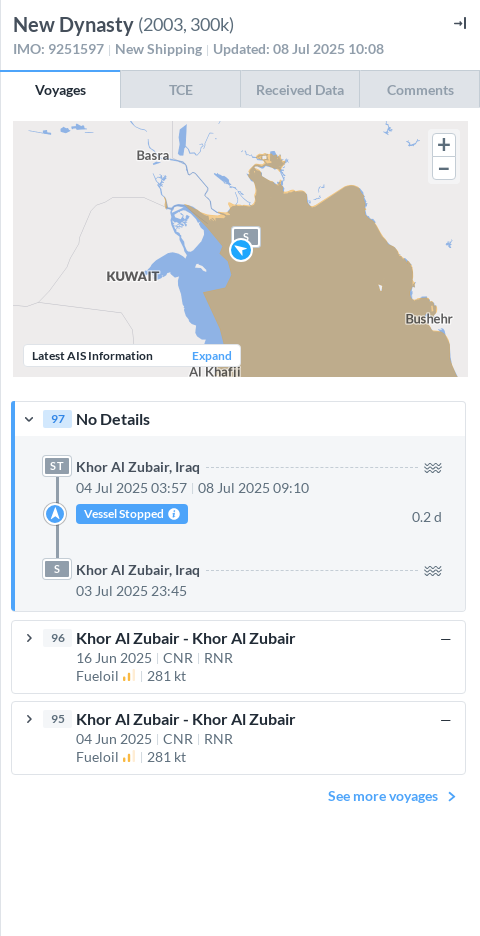 New Dynasty (2003, 300k)
IMO: 9251597 | New Shipping | Updated: 08 Jul 2025 10:08
Voyages
TCE
Received Data
Comments
Basra
+
−
S
KUWAIT
Bushehr
Latest AIS Information
Expand
Al Khafji
97 No Details
ST Khor Al Zubair, Iraq
04 Jul 2025 03:57 | 08 Jul 2025 09:10
Vessel Stopped i
0.2 d
S Khor Al Zubair, Iraq
03 Jul 2025 23:45
96 Khor Al Zubair - Khor Al Zubair –
16 Jun 2025 | CNR | RNR
Fueloil | 281 kt
95 Khor Al Zubair - Khor Al Zubair –
04 Jun 2025 | CNR | RNR
Fueloil | 281 kt
See more voyages